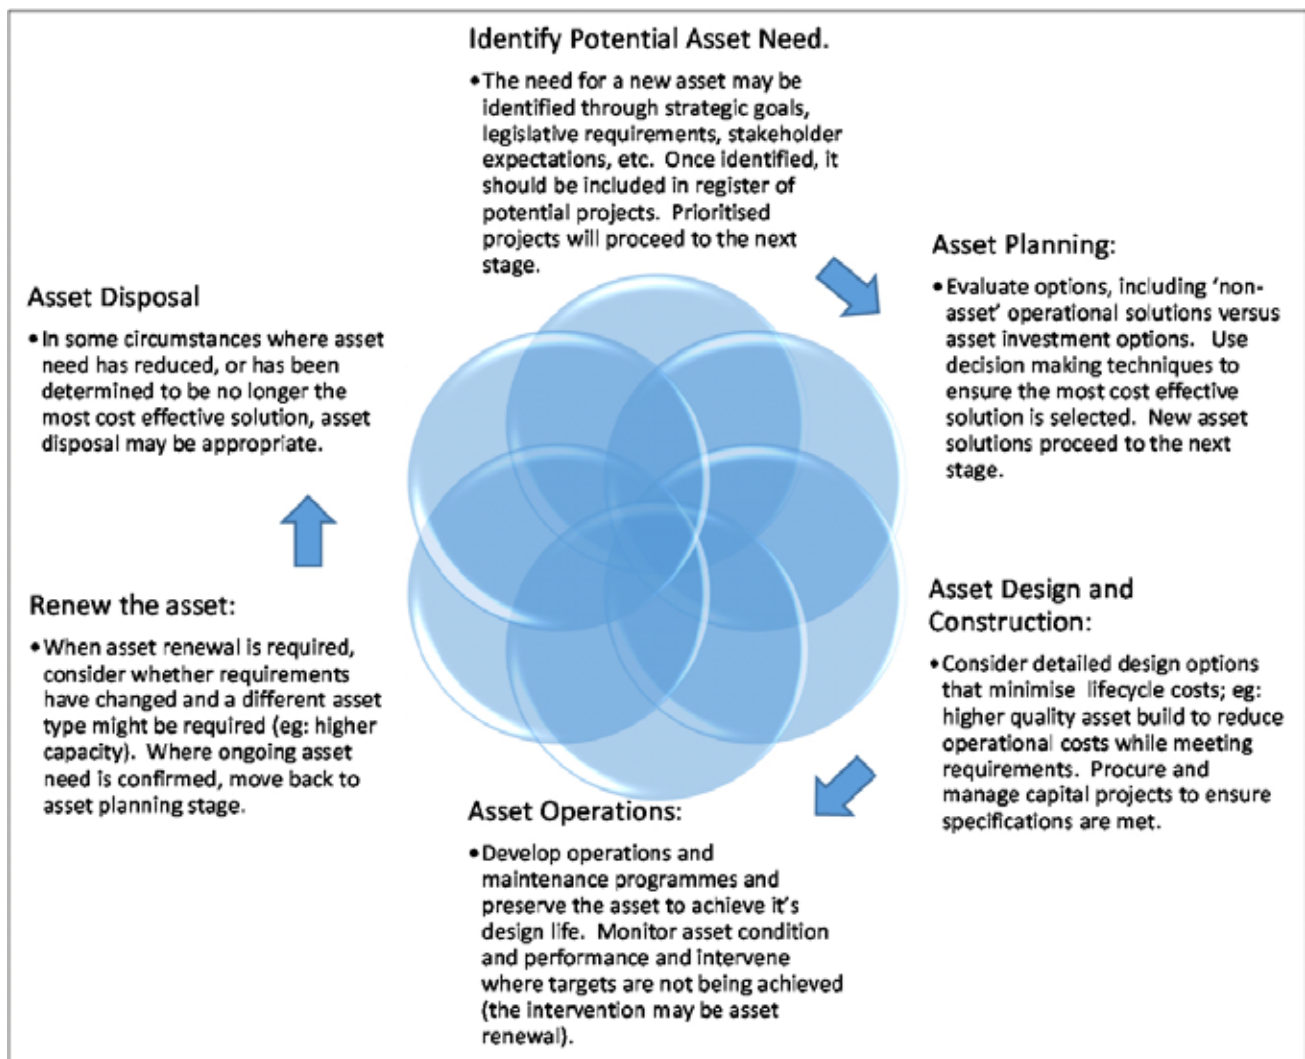 Identify Potential Asset Need.
•The need for a new asset may be
identified through strategic goals,
legislative requirements, stakeholder
expectations, etc.  Once identified, it
should be included in register of
potential projects.  Prioritised
projects will proceed to the next
stage.
Asset Planning:
•Evaluate options, including ‘non-
asset’ operational solutions versus
asset investment options.   Use
decision making techniques to
ensure the most cost effective
solution is selected.  New asset
solutions proceed to the next
stage.
Asset Design and
Construction:
•Consider detailed design options
that minimise  lifecycle costs; eg:
higher quality asset build to reduce
operational costs while meeting
requirements.  Procure and
manage capital projects to ensure
specifications are met.
Asset Operations:
•Develop operations and
maintenance programmes and
preserve the asset to achieve it’s
design life.  Monitor asset condition
and performance and intervene
where targets are not being achieved
(the intervention may be asset
renewal).
Renew the asset:
•When asset renewal is required,
consider whether requirements
have changed and a different asset
type might be required (eg: higher
capacity).  Where ongoing asset
need is confirmed, move back to
asset planning stage.
Asset Disposal
•In some circumstances where asset
need has reduced, or has been
determined to be no longer the
most cost effective solution, asset
disposal may be appropriate.